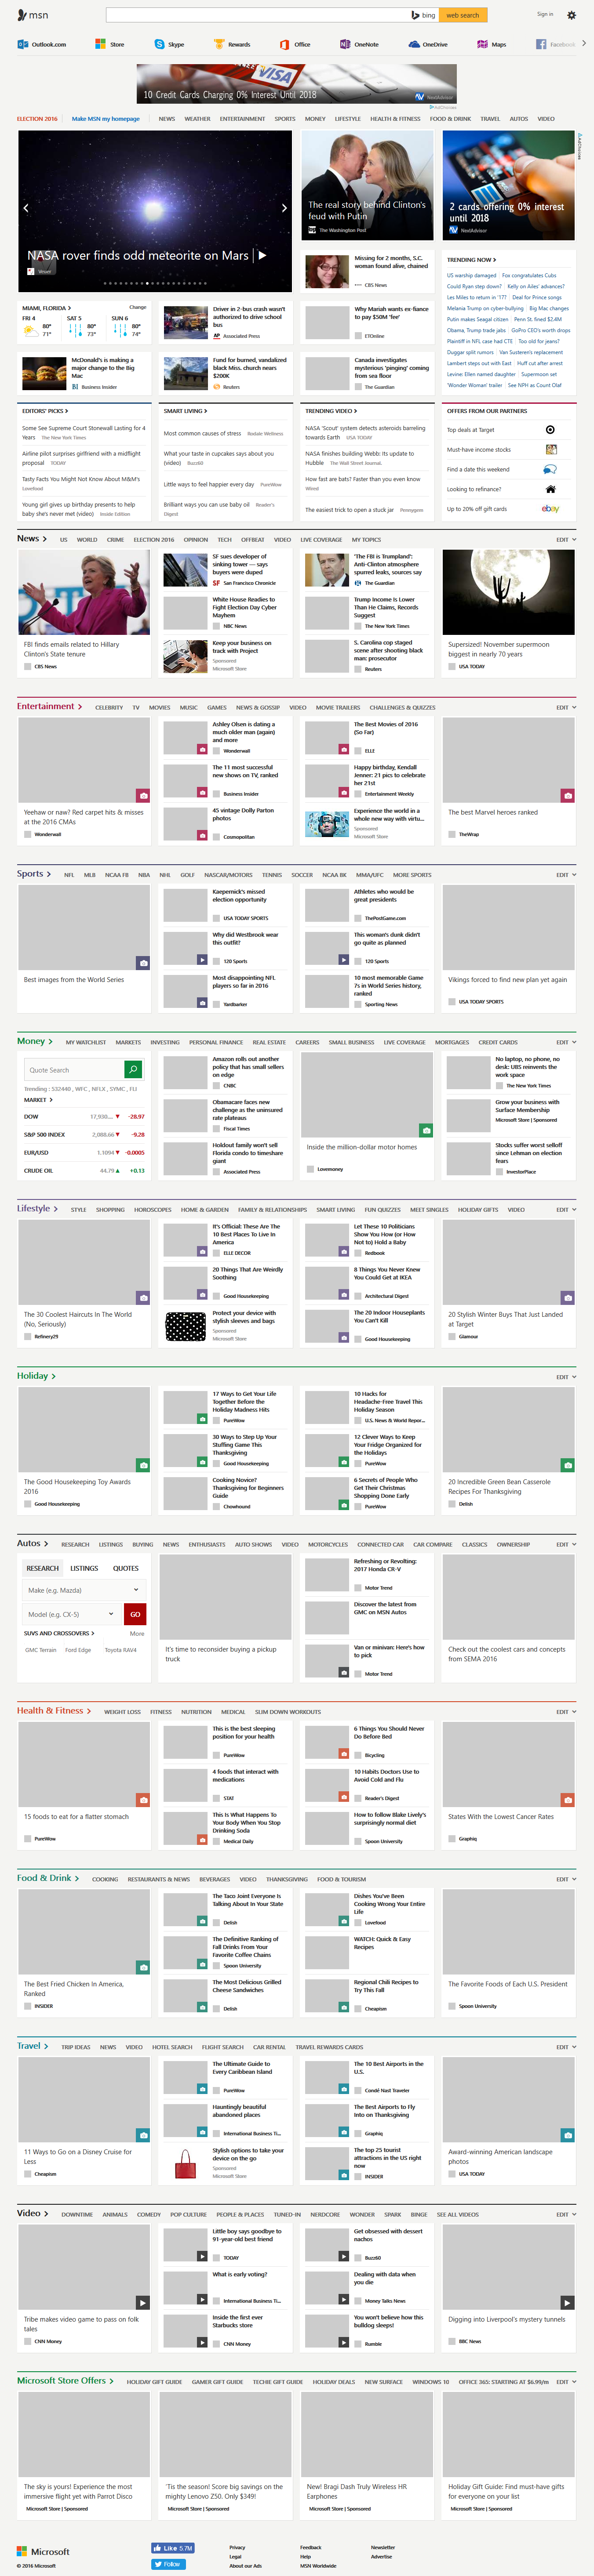 msn
bing
web search
Sign in
Outlook.com
Store
Skype
Rewards
Office
OneNote
OneDrive
Maps
Facebook
VISA
10 Credit Cards Charging 0% Interest Until 2018
NextAdvisor
AdChoices
ELECTION 2016
Make MSN my homepage
NEWS WEATHER ENTERTAINMENT SPORTS MONEY LIFESTYLE HEALTH & FITNESS FOOD & DRINK TRAVEL AUTOS VIDEO
NASA rover finds odd meteorite on Mars
The real story behind Clinton's
feud with Putin
The Washington Post
2 cards offering 0% interest
until 2018
NextAdvisor
AdChoices
Missing for 2 months, S.C.
woman found alive, chained
CBS News
TRENDING NOW
US warship damaged Fox congratulates Cubs
Could Ryan step down? Kelly on Ailes' advances?
Les Miles to return in '17? Deal for Prince songs
Melania Trump on cyber-bullying Big Mac changes
Putin makes Seagal citizen Penn St. fined $2.4M
Obama, Trump trade jabs GoPro CEO's worth drops
Plaintiff in NFL case had CTE Too old for jeans?
Duggar split rumors Van Susteren's replacement
Lambert steps out with East Huff cut after arrest
Levine: Ellen named daughter Supermoon set
'Wonder Woman' trailer See NPH as Count Olaf
MIAMI, FLORIDA
Change
FRI 4 SAT 5 SUN 6
80° 80° 80°
71° 73° 74°
Driver in 2-bus crash wasn't
authorized to drive school
bus
Associated Press
Why Mariah wants ex-fiance
to pay $50M 'fee'
ETOnline
McDonald's is making a
major change to the Big
Mac
Business Insider
Fund for burned, vandalized
black Miss. church nears
$200K
Reuters
Canada investigates
mysterious 'pinging' coming
from sea floor
The Guardian
EDITORS' PICKS
Some See Supreme Court Stonewall Lasting for 4
Years The New York Times
Airline pilot surprises girlfriend with a midflight
proposal TODAY
Tasty Facts You Might Not Know About M&M's
Lovefood
Young girl gives up birthday presents to help
baby she's never met (video) Inside Edition
SMART LIVING
Most common causes of stress Rodale Wellness
What your taste in cupcakes says about you
(video) Buzz60
Little ways to feel happier every day PureWow
Brilliant ways you can use baby oil Reader's
Digest
TRENDING VIDEO
NASA 'Scout' system detects asteroids barreling
towards Earth USA TODAY
NASA finishes building Webb: Its update to
Hubble The Wall Street Journal.
How fast are bats? Faster than you even know
Wired
The easiest trick to open a stuck jar Pennygem
OFFERS FROM OUR PARTNERS
Top deals at Target
Must-have income stocks
Find a date this weekend
Looking to refinance?
Up to 20% off gift cards
ebay
News
US WORLD CRIME ELECTION 2016 OPINION TECH OFFBEAT VIDEO LIVE COVERAGE MY TOPICS
EDIT
FBI finds emails related to Hillary
Clinton's State tenure
CBS News
SF sues developer of
sinking tower — says
buyers were duped
San Francisco Chronicle
White House Readies to
Fight Election Day Cyber
Mayhem
NBC News
Keep your business on
track with Project
Sponsored
Microsoft Store
'The FBI is Trumpland':
Anti-Clinton atmosphere
spurred leaks, sources say
The Guardian
Trump Income Is Lower
Than He Claims, Records
Suggest
The New York Times
S. Carolina cop staged
scene after shooting black
man: prosecutor
Reuters
Supersized! November supermoon
biggest in nearly 70 years
USA TODAY
Entertainment
CELEBRITY TV MOVIES MUSIC GAMES NEWS & GOSSIP VIDEO MOVIE TRAILERS CHALLENGES & QUIZZES
EDIT
Yeehaw or naw? Red carpet hits & misses
at the 2016 CMAs
Wonderwall
Ashley Olsen is dating a
much older man (again)
and more
Wonderwall
The 11 most successful
new shows on TV, ranked
Business Insider
45 vintage Dolly Parton
photos
Cosmopolitan
The Best Movies of 2016
(So Far)
ELLE
Happy birthday, Kendall
Jenner: 21 pics to celebrate
her 21st
Entertainment Weekly
Experience the world in a
whole new way with virtu...
Sponsored
Microsoft Store
The best Marvel heroes ranked
TheWrap
Sports
NFL MLB NCAA FB NBA NHL GOLF NASCAR/MOTORS TENNIS SOCCER NCAA BK MMA/UFC MORE SPORTS
EDIT
Best images from the World Series
Kaepernick's missed
election opportunity
USA TODAY SPORTS
Why did Westbrook wear
this outfit?
120 Sports
Most disappointing NFL
players so far in 2016
Yardbarker
Athletes who would be
great presidents
ThePostGame.com
This woman's dunk didn't
go quite as planned
120 Sports
10 most memorable Game
7s in World Series history,
ranked
Sporting News
Vikings forced to find new plan yet again
USA TODAY SPORTS
Money
MY WATCHLIST MARKETS INVESTING PERSONAL FINANCE REAL ESTATE CAREERS SMALL BUSINESS LIVE COVERAGE MORTGAGES CREDIT CARDS
EDIT
Quote Search
Trending : 532440 , WFC , NFLX , SYMC , FLI
MARKET
DOW 17,930.... -28.97
S&P 500 INDEX 2,088.66 -9.28
EUR/USD 1.1094 -0.0005
CRUDE OIL 44.79 +0.13
Amazon rolls out another
policy that has small sellers
on edge
CNBC
Obamacare faces new
challenge as the uninsured
rate plateaus
Fiscal Times
Holdout family won't sell
Florida condo to timeshare
giant
Associated Press
Inside the million-dollar motor homes
Lovemoney
No laptop, no phone, no
desk: UBS reinvents the
work space
The New York Times
Grow your business with
Surface Membership
Microsoft Store | Sponsored
Stocks suffer worst selloff
since Lehman on election
fears
InvestorPlace
Lifestyle
STYLE SHOPPING HOROSCOPES HOME & GARDEN FAMILY & RELATIONSHIPS SMART LIVING FUN QUIZZES MEET SINGLES HOLIDAY GIFTS VIDEO
EDIT
The 30 Coolest Haircuts In The World
(No, Seriously)
Refinery29
It's Official: These Are The
10 Best Places To Live In
America
ELLE DECOR
20 Things That Are Weirdly
Soothing
Good Housekeeping
Protect your device with
stylish sleeves and bags
Sponsored
Microsoft Store
Let These 10 Politicians
Show You How (or How
Not to) Hold a Baby
Redbook
8 Things You Never Knew
You Could Get at IKEA
Architectural Digest
The 20 Indoor Houseplants
You Can't Kill
Good Housekeeping
20 Stylish Winter Buys That Just Landed
at Target
Glamour
Holiday
EDIT
The Good Housekeeping Toy Awards
2016
Good Housekeeping
17 Ways to Get Your Life
Together Before the
Holiday Madness Hits
PureWow
30 Ways to Step Up Your
Stuffing Game This
Thanksgiving
Good Housekeeping
Cooking Novice?
Thanksgiving for Beginners
Guide
Chowhound
10 Hacks for
Headache-Free Travel This
Holiday Season
U.S. News & World Repor...
12 Clever Ways to Keep
Your Fridge Organized for
the Holidays
PureWow
6 Secrets of People Who
Get Their Christmas
Shopping Done Early
PureWow
20 Incredible Green Bean Casserole
Recipes For Thanksgiving
Delish
Autos
RESEARCH LISTINGS BUYING NEWS ENTHUSIASTS AUTO SHOWS VIDEO MOTORCYCLES CONNECTED CAR CAR COMPARE CLASSICS OWNERSHIP
EDIT
RESEARCH LISTINGS QUOTES
Make (e.g. Mazda)
Model (e.g. CX-5)
GO
SUVS AND CROSSOVERS
More
GMC Terrain Ford Edge Toyota RAV4
It's time to reconsider buying a pickup
truck
Refreshing or Revolting:
2017 Honda CR-V
Motor Trend
Discover the latest from
GMC on MSN Autos
Van or minivan: Here's how
to pick
Motor Trend
Check out the coolest cars and concepts
from SEMA 2016
Health & Fitness
WEIGHT LOSS FITNESS NUTRITION MEDICAL SLIM DOWN WORKOUTS
EDIT
15 foods to eat for a flatter stomach
PureWow
This is the best sleeping
position for your health
PureWow
4 foods that interact with
medications
STAT
This Is What Happens To
Your Body When You Stop
Drinking Soda
Medical Daily
6 Things You Should Never
Do Before Bed
Bicycling
10 Habits Doctors Use to
Avoid Cold and Flu
Reader's Digest
How to follow Blake Lively's
surprisingly normal diet
Spoon University
States With the Lowest Cancer Rates
Graphiq
Food & Drink
COOKING RESTAURANTS & NEWS BEVERAGES VIDEO THANKSGIVING FOOD & TOURISM
EDIT
The Best Fried Chicken In America,
Ranked
INSIDER
The Taco Joint Everyone Is
Talking About In Your State
Delish
The Definitive Ranking of
Fall Drinks From Your
Favorite Coffee Chains
Spoon University
The Most Delicious Grilled
Cheese Sandwiches
Delish
Dishes You've Been
Cooking Wrong Your Entire
Life
Lovefood
WATCH: Quick & Easy
Recipes
Regional Chili Recipes to
Try This Fall
Cheapism
The Favorite Foods of Each U.S. President
Spoon University
Travel
TRIP IDEAS NEWS VIDEO HOTEL SEARCH FLIGHT SEARCH CAR RENTAL TRAVEL REWARDS CARDS
EDIT
11 Ways to Go on a Disney Cruise for
Less
Cheapism
The Ultimate Guide to
Every Caribbean Island
PureWow
Hauntingly beautiful
abandoned places
International Business Ti...
Stylish options to take your
device on the go
Sponsored
Microsoft Store
The 10 Best Airports in the
U.S.
Condé Nast Traveler
The Best Airports to Fly
Into on Thanksgiving
Graphiq
The top 25 tourist
attractions in the US right
now
INSIDER
Award-winning American landscape
photos
USA TODAY
Video
DOWNTIME ANIMALS COMEDY POP CULTURE PEOPLE & PLACES TUNED-IN NERDCORE WONDER SPARK BINGE SEE ALL VIDEOS
EDIT
Tribe makes video game to pass on folk
tales
CNN Money
Little boy says goodbye to
91-year-old best friend
TODAY
What is early voting?
International Business Ti...
Inside the first ever
Starbucks store
CNN Money
Get obsessed with dessert
nachos
Buzz60
Dealing with data when
you die
Money Talks News
You won't believe how this
bulldog sleeps!
Rumble
Digging into Liverpool's mystery tunnels
BBC News
Microsoft Store Offers
HOLIDAY GIFT GUIDE GAMER GIFT GUIDE TECHIE GIFT GUIDE HOLIDAY DEALS NEW SURFACE WINDOWS 10 OFFICE 365: STARTING AT $6.99/m
EDIT
The sky is yours! Experience the most
immersive flight yet with Parrot Disco
Microsoft Store | Sponsored
'Tis the season! Score big savings on the
mighty Lenovo Z50. Only $349!
Microsoft Store | Sponsored
New! Bragi Dash Truly Wireless HR
Earphones
Microsoft Store | Sponsored
Holiday Gift Guide: Find must-have gifts
for everyone on your list
Microsoft Store | Sponsored
Microsoft
© 2016 Microsoft
Like 5.7M
Follow
Privacy
Legal
About our Ads
Feedback
Help
MSN Worldwide
Newsletter
Advertise